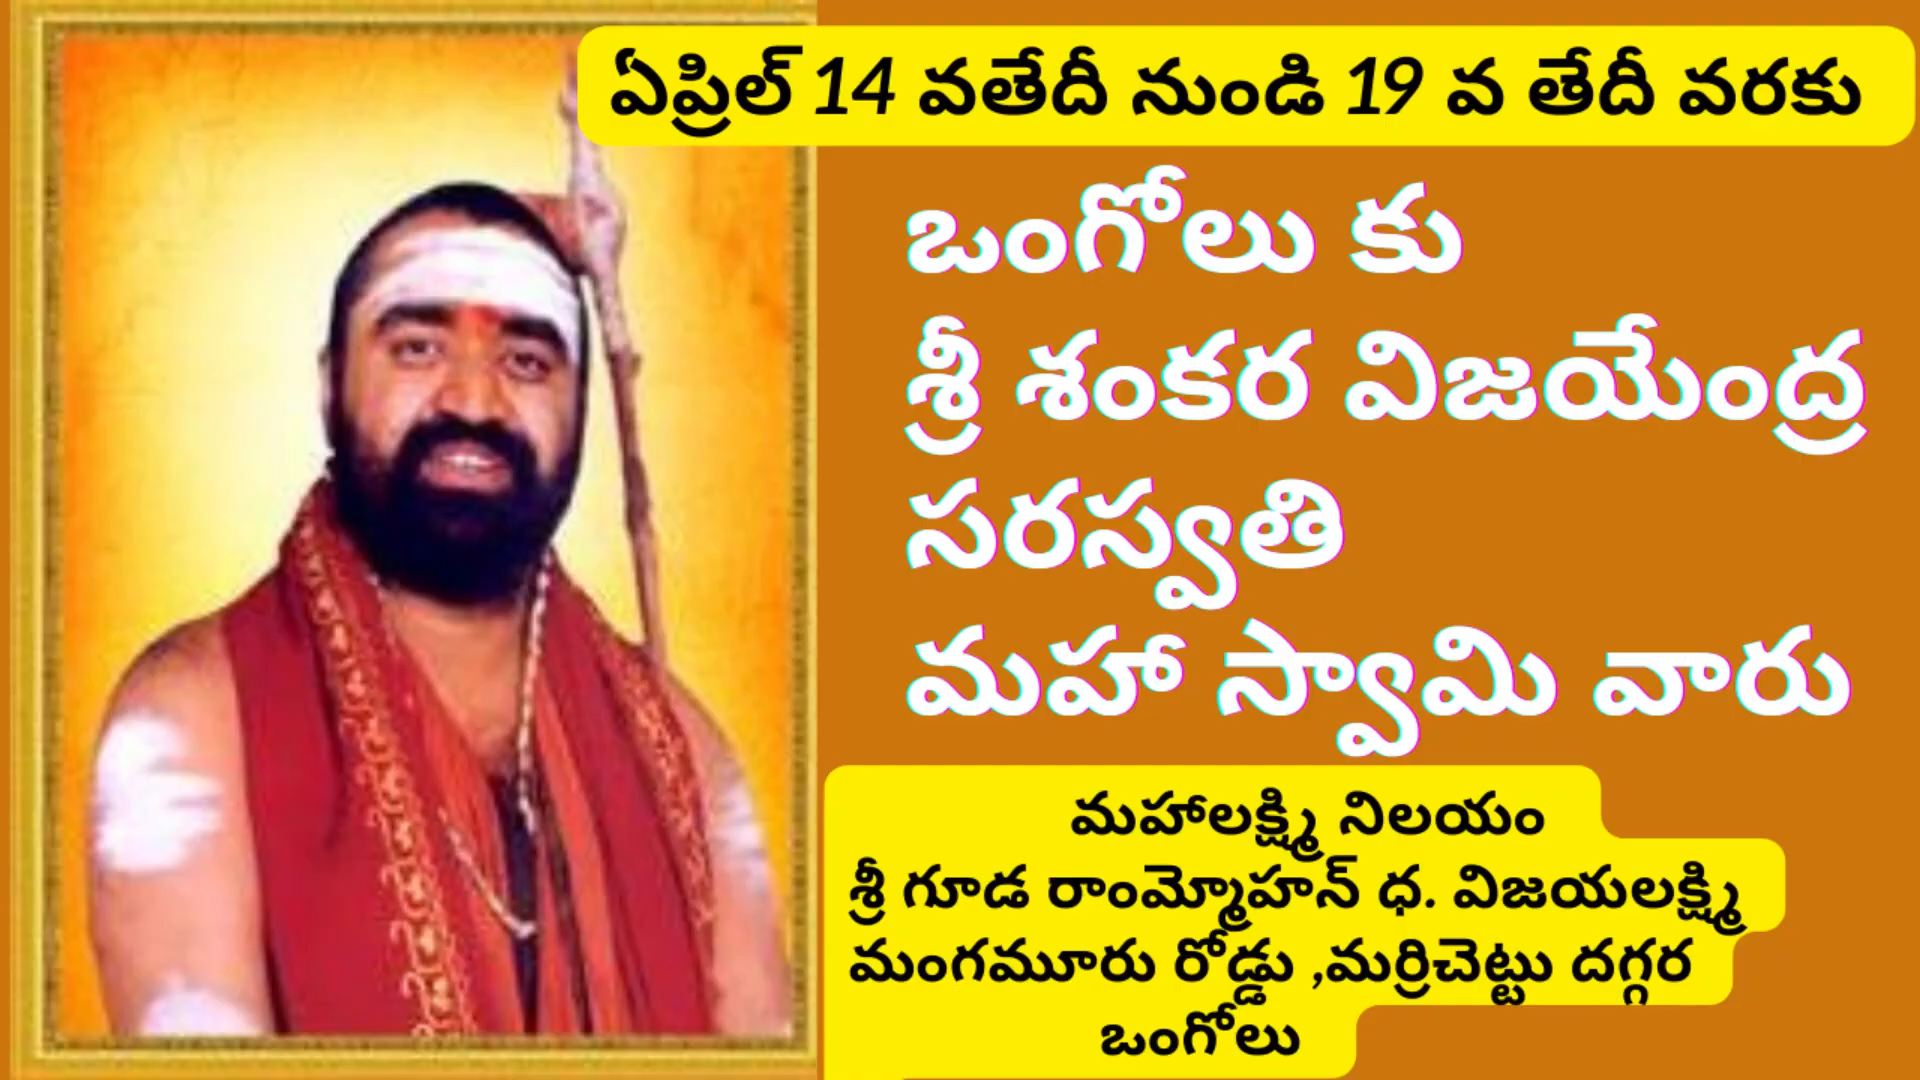 ఏప్రిల్ 14 వతేదీ నుండి 19 వ తేదీ వరకు
ఒంగోలు కు
శ్రీ శంకర విజయేంద్ర
సరస్వతి
మహా స్వామి వారు
మహాలక్ష్మి నిలయం
శ్రీ గూడ రాంమ్మోహన్ ధ. విజయలక్ష్మి
మంగమూరు రోడ్డు ,మర్రిచెట్టు దగ్గర
ఒంగోలు